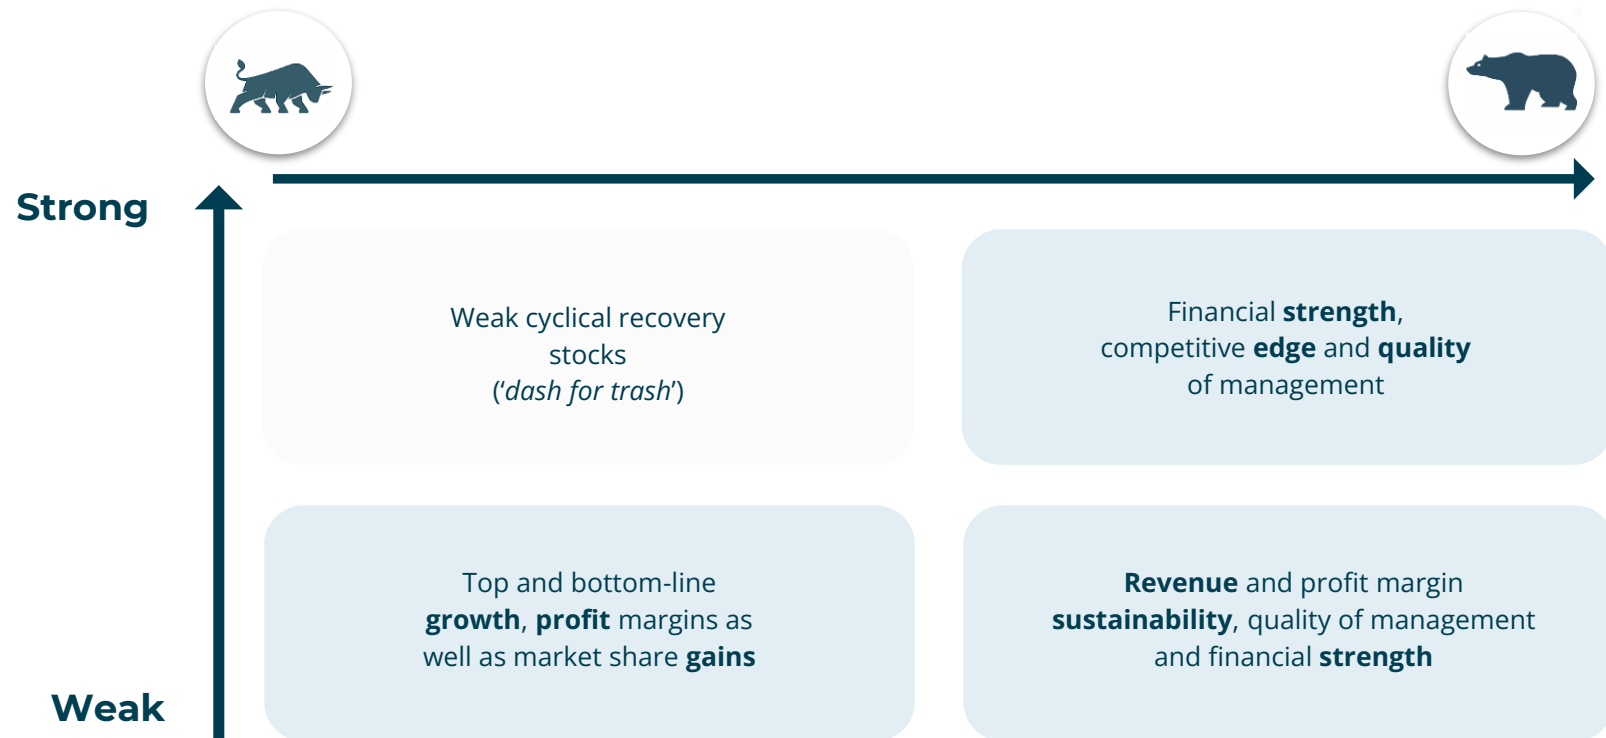 Strong
Weak cyclical recovery
stocks
(‘dash for trash’)
Financial strength,
competitive edge and quality
of management
Top and bottom-line
growth, profit margins as
well as market share gains
Revenue and profit margin
sustainability, quality of management
and financial strength
Weak